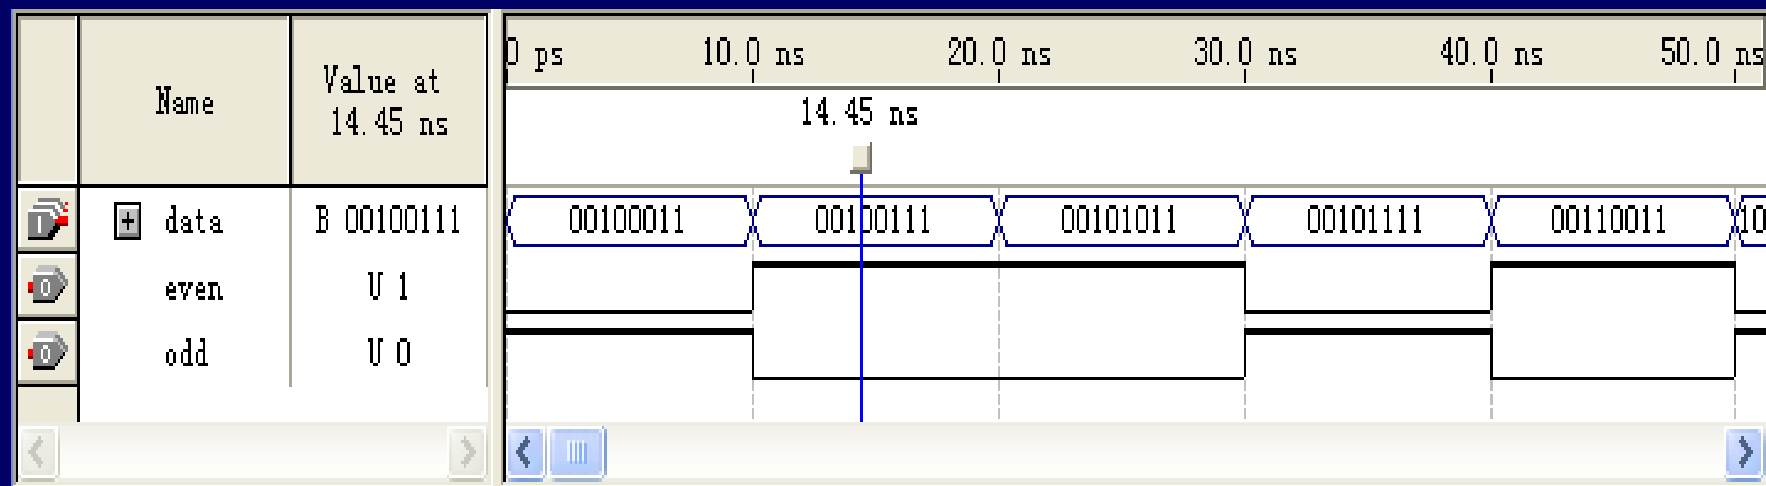 0 ps 10.0 ns 20.0 ns 30.0 ns 40.0 ns 50.0 ns
Name
Value at
14.45 ns
14.45 ns
data B 00100111 00100011 00100111 00101011 00101111 00110011 10
even U 1
odd U 0